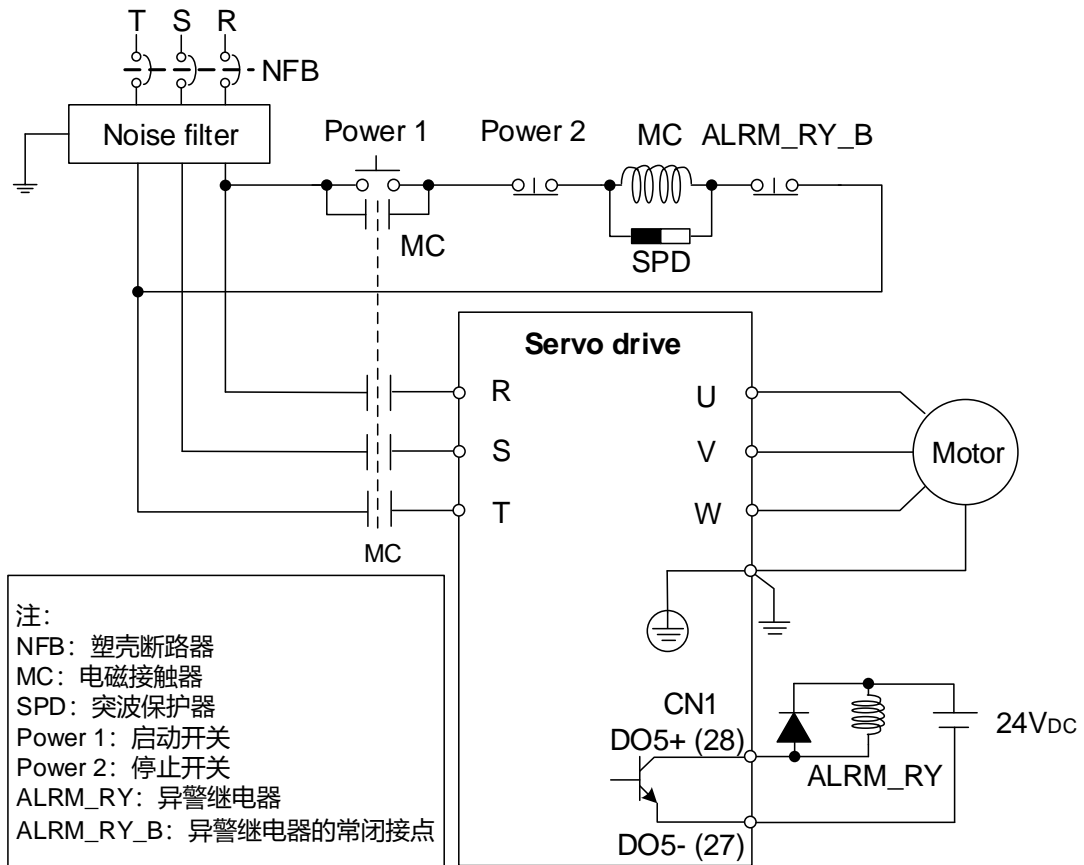 T S R
NFB
Noise filter
Power 1 Power 2 MC ALRM_RY_B
MC
SPD
Servo drive
R U
S V Motor
T W
MC
注：
NFB：塑壳断路器
MC：电磁接触器
SPD：突波保护器
Power 1：启动开关
Power 2：停止开关
ALRM_RY：异警继电器
ALRM_RY_B：异警继电器的常闭接点
CN1
24VDC
DO5+ (28)
ALRM_RY
DO5- (27)